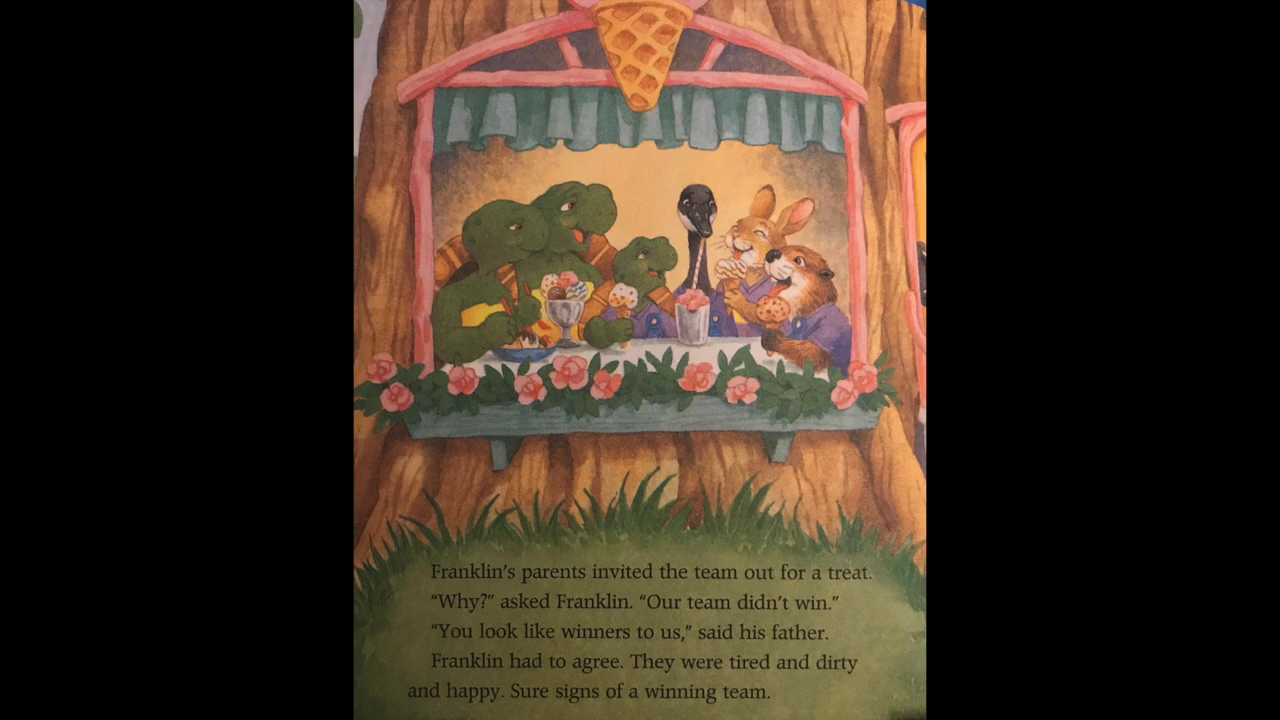 Franklin’s parents invited the team out for a treat.
“Why?” asked Franklin. “Our team didn’t win.”
“You look like winners to us,” said his father.
Franklin had to agree. They were tired and dirty
and happy. Sure signs of a winning team.